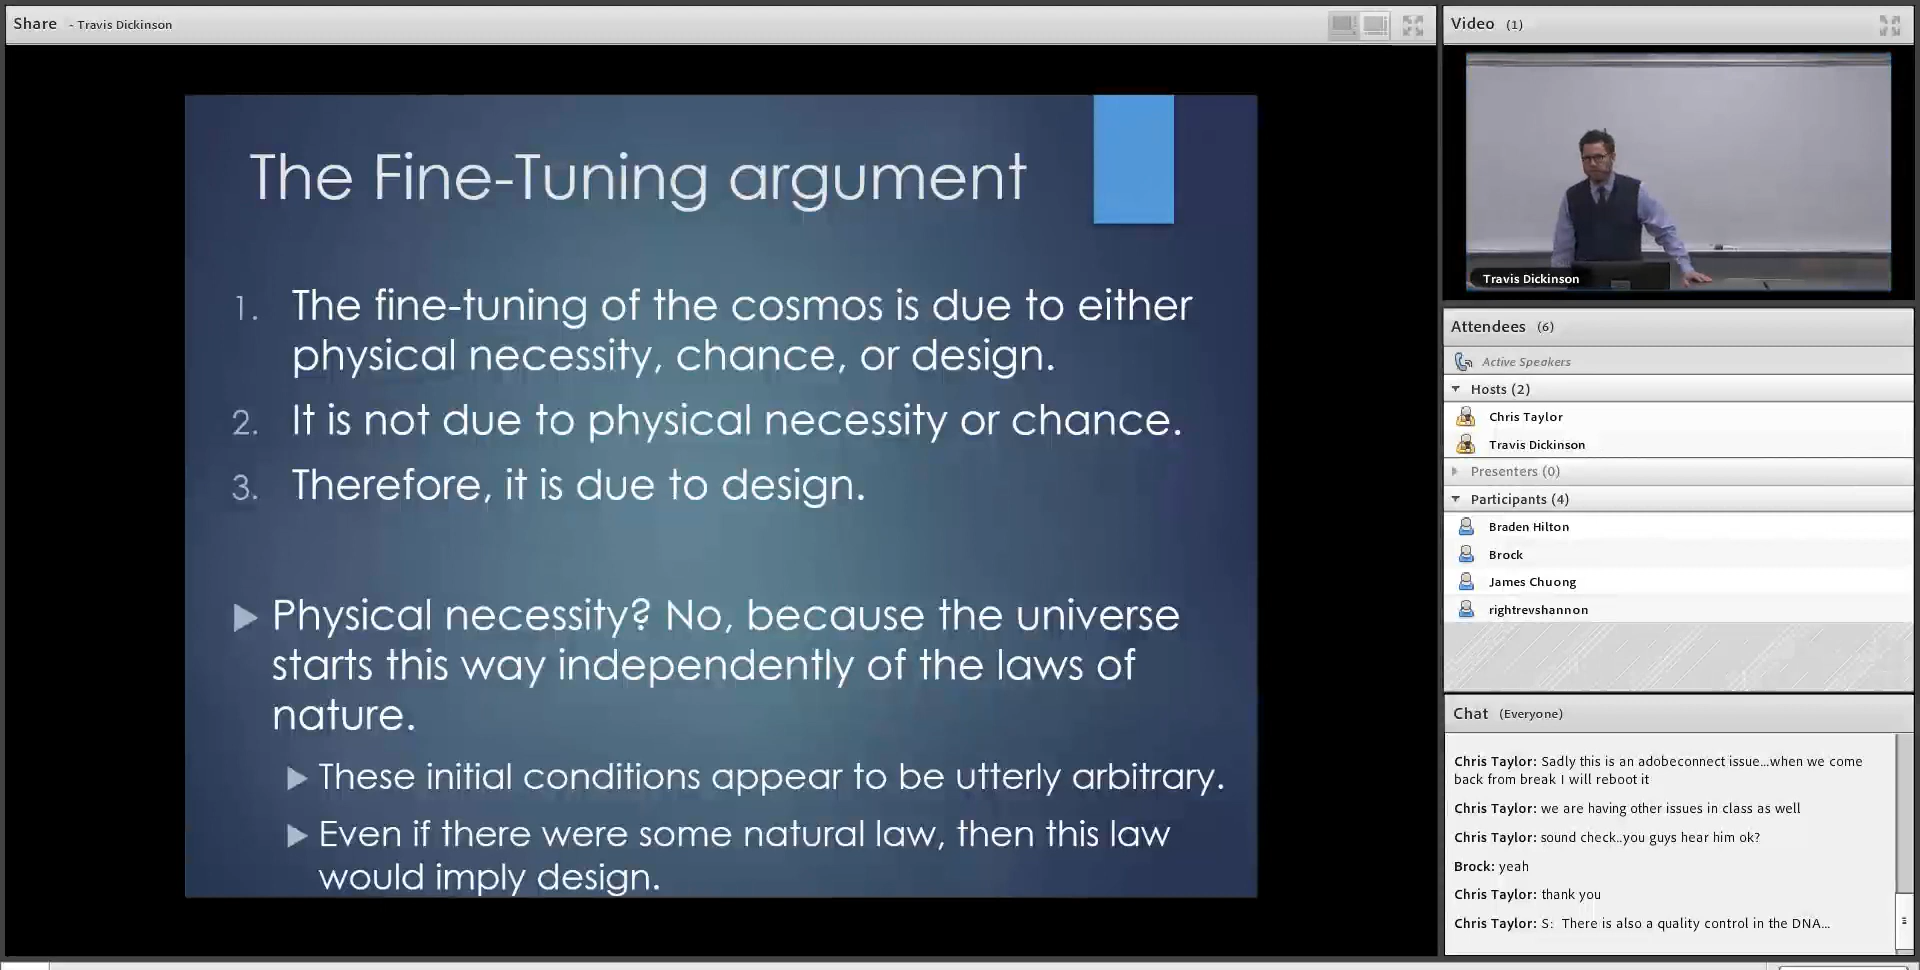 Share - Travis Dickinson
The Fine-Tuning argument
1. The fine-tuning of the cosmos is due to either
physical necessity, chance, or design.
2. It is not due to physical necessity or chance.
3. Therefore, it is due to design.
Physical necessity? No, because the universe
starts this way independently of the laws of
nature.
These initial conditions appear to be utterly arbitrary.
Even if there were some natural law, then this law
would imply design.
Video (1)
Travis Dickinson
Attendees (6)
Active Speakers
Hosts (2)
Chris Taylor
Travis Dickinson
Presenters (0)
Participants (4)
Braden Hilton
Brock
James Chuong
rightrevshannon
Chat (Everyone)
Chris Taylor: Sadly this is an adobeconnect issue...when we come
back from break I will reboot it
Chris Taylor: we are having other issues in class as well
Chris Taylor: sound check..you guys hear him ok?
Brock: yeah
Chris Taylor: thank you
Chris Taylor: S: There is also a quality control in the DNA...